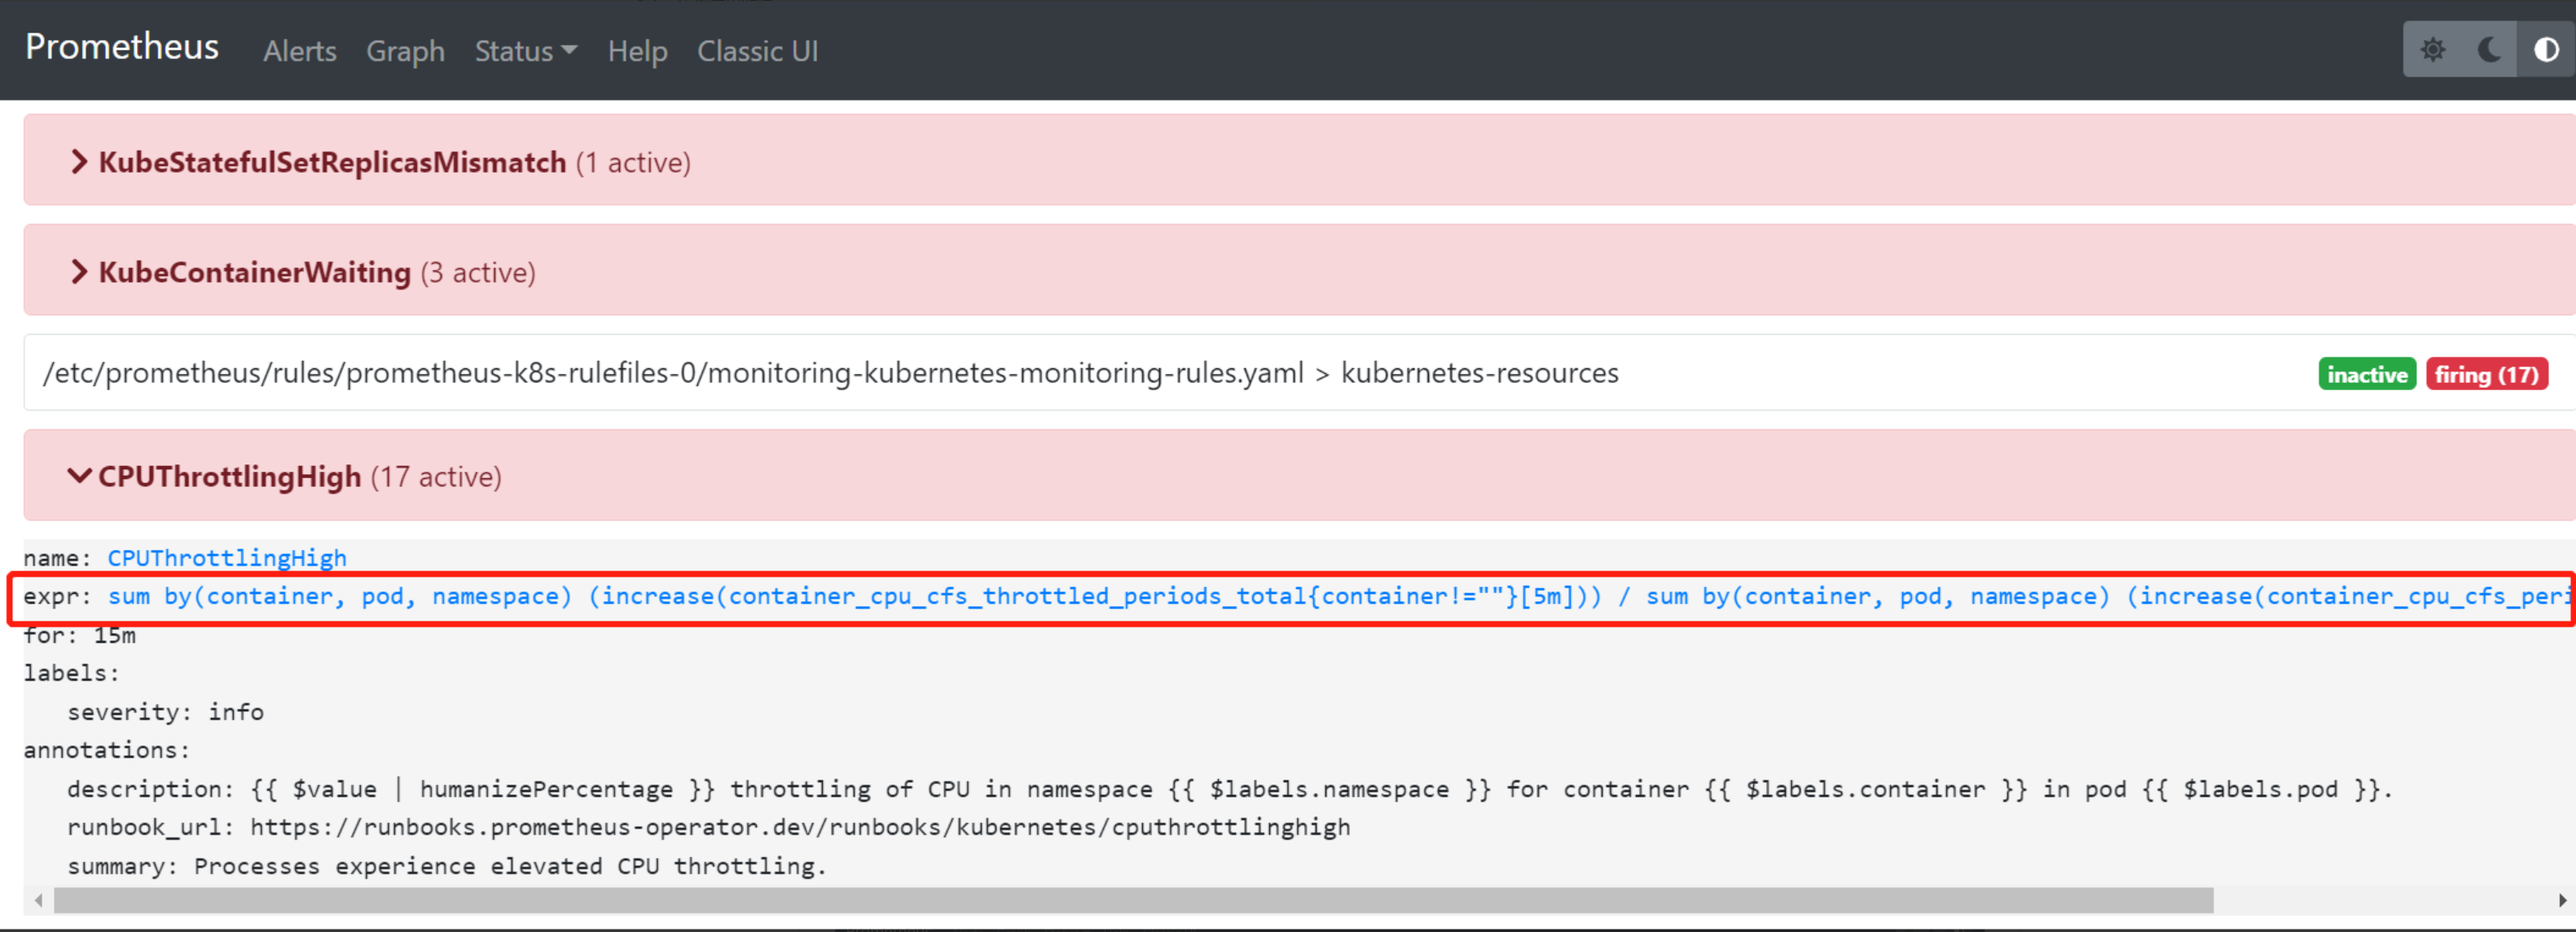 Prometheus Alerts Graph Status Help Classic UI
KubeStatefulSetReplicasMismatch (1 active)
KubeContainerWaiting (3 active)
/etc/prometheus/rules/prometheus-k8s-rulefiles-0/monitoring-kubernetes-monitoring-rules.yaml > kubernetes-resources inactive firing (17)
CPUThrottlingHigh (17 active)
name: CPUThrottlingHigh
expr: sum by(container, pod, namespace) (increase(container_cpu_cfs_throttled_periods_total{container!=""}[5m])) / sum by(container, pod, namespace) (increase(container_cpu_cfs_peri
for: 15m
labels:
severity: info
annotations:
description: {{ $value | humanizePercentage }} throttling of CPU in namespace {{ $labels.namespace }} for container {{ $labels.container }} in pod {{ $labels.pod }}.
runbook_url: https://runbooks.prometheus-operator.dev/runbooks/kubernetes/cputhrottlinghigh
summary: Processes experience elevated CPU throttling.